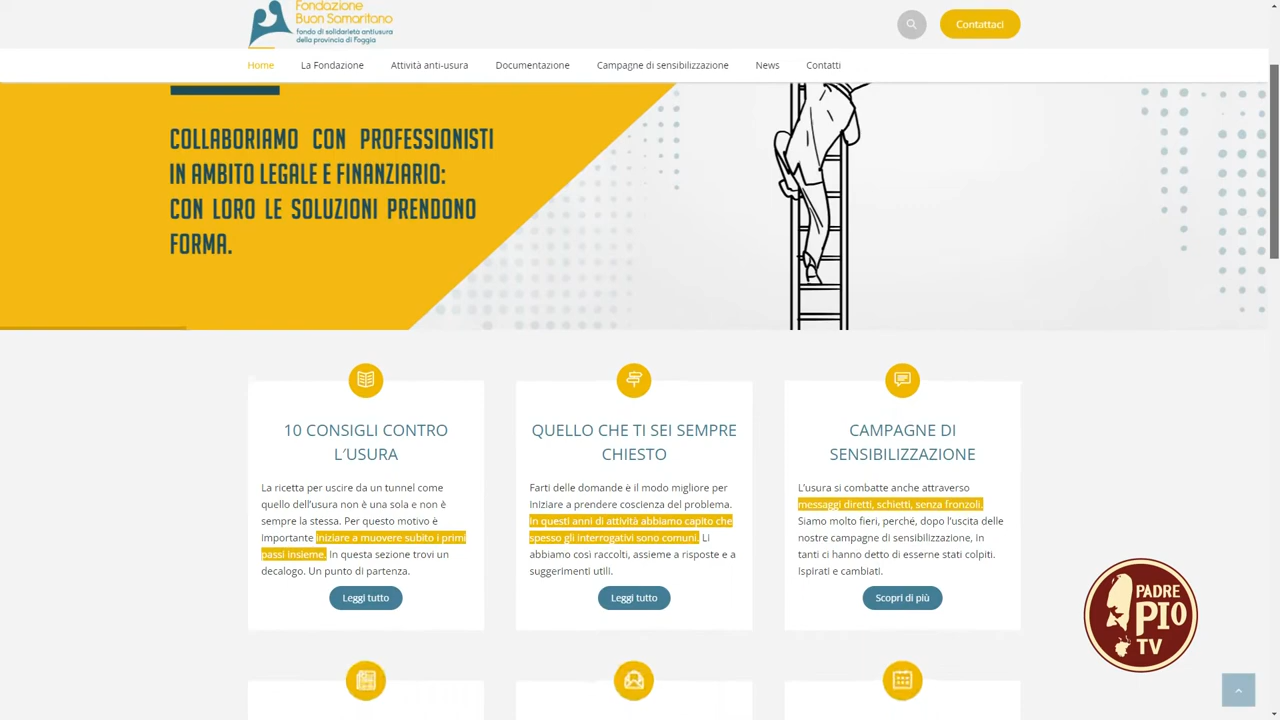 Fondazione
Buon Samaritano
fondo di solidarietà antiusura
della provincia di Foggia
Contattaci
Home
La Fondazione
Attività anti-usura
Documentazione
Campagne di sensibilizzazione
News
Contatti
COLLABORIAMO CON PROFESSIONISTI
IN AMBITO LEGALE E FINANZIARIO:
CON LORO LE SOLUZIONI PRENDONO
FORMA.
10 CONSIGLI CONTRO
L'USURA
La ricetta per uscire da un tunnel come
quello dell'usura non è una sola e non è
sempre la stessa. Per questo motivo è
importante iniziare a muovere subito i primi
passi insieme. In questa sezione trovi un
decalogo. Un punto di partenza.
Leggi tutto
QUELLO CHE TI SEI SEMPRE
CHIESTO
Farti delle domande è il modo migliore per
iniziare a prendere coscienza del problema.
In questi anni di attività abbiamo capito che
spesso gli interrogativi sono comuni. Li
abbiamo così raccolti, assieme a risposte e a
suggerimenti utili.
Leggi tutto
CAMPAGNE DI
SENSIBILIZZAZIONE
L'usura si combatte anche attraverso
messaggi diretti, schietti, senza fronzoli.
Siamo molto fieri, perché, dopo l'uscita delle
nostre campagne di sensibilizzazione, in
tanti ci hanno detto di esserne stati colpiti.
Ispirati e cambiati.
Scopri di più
PADRE
PIO
TV